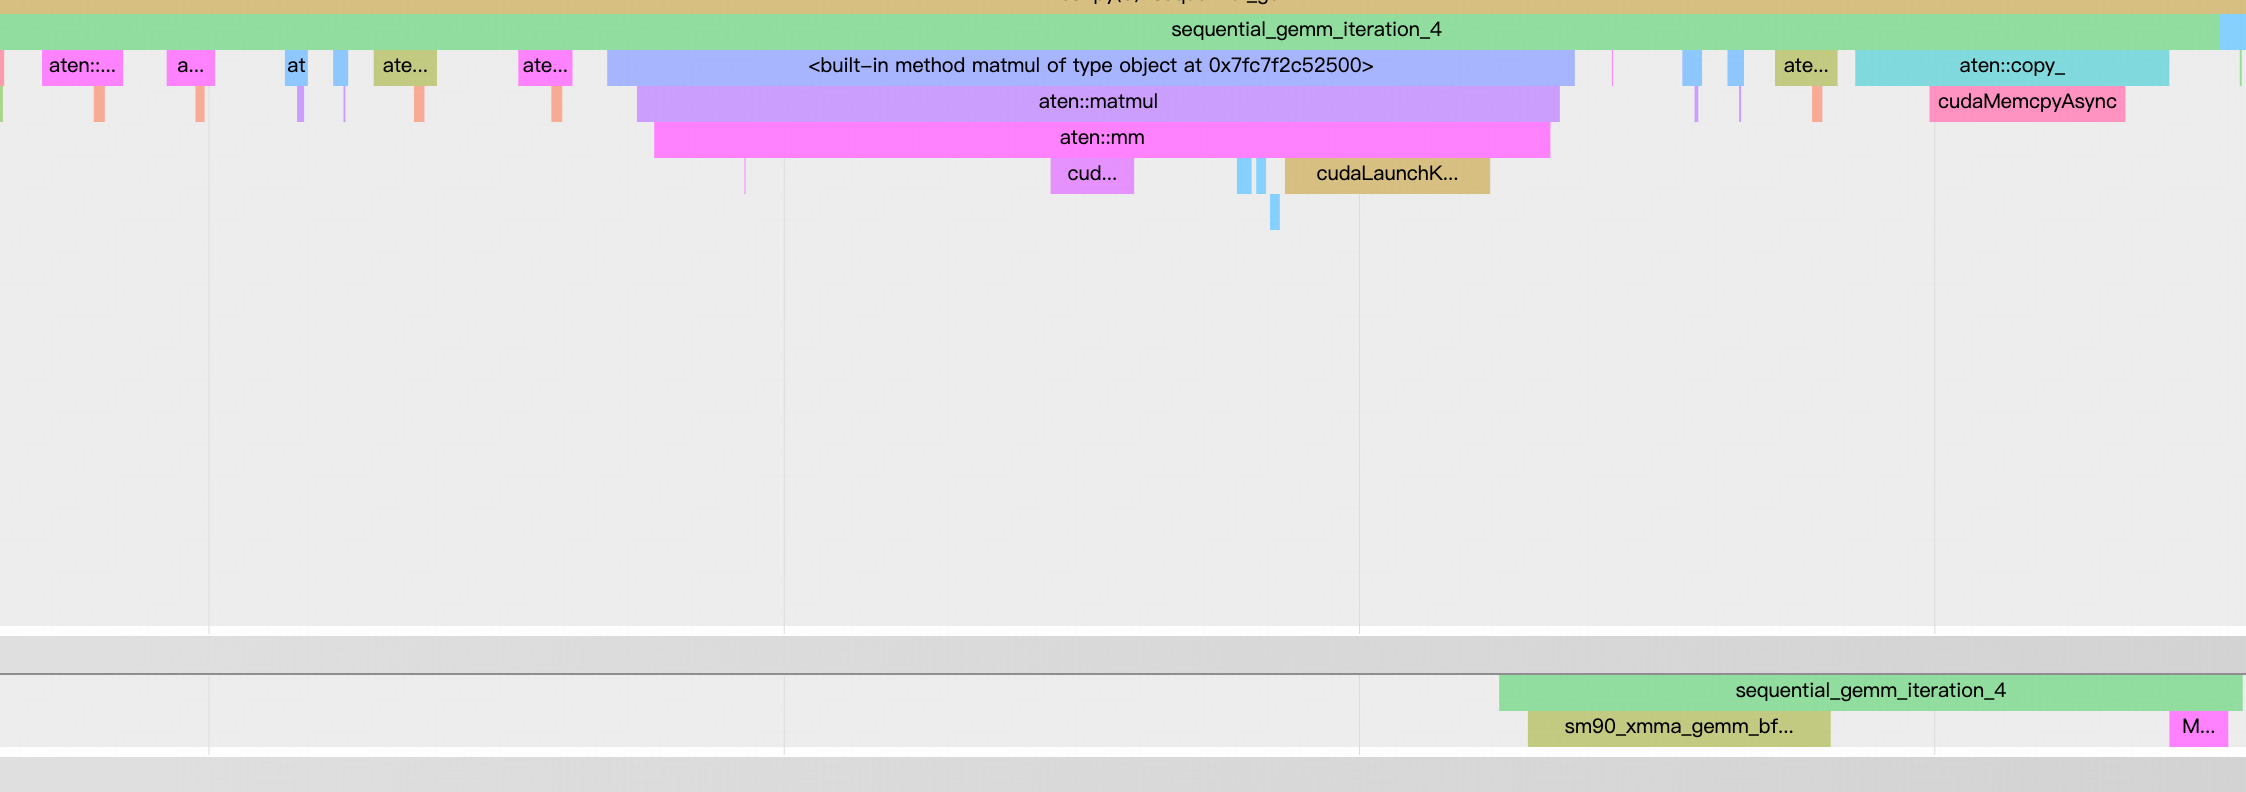 sequential_gemm_iteration_4
aten::... a... at ate... ate... <built-in method matmul of type object at 0x7fc7f2c52500> ate... aten::copy_
aten::matmul cudaMemcpyAsync
aten::mm
cud... cudaLaunchK...
sequential_gemm_iteration_4
sm90_xmma_gemm_bf... M...